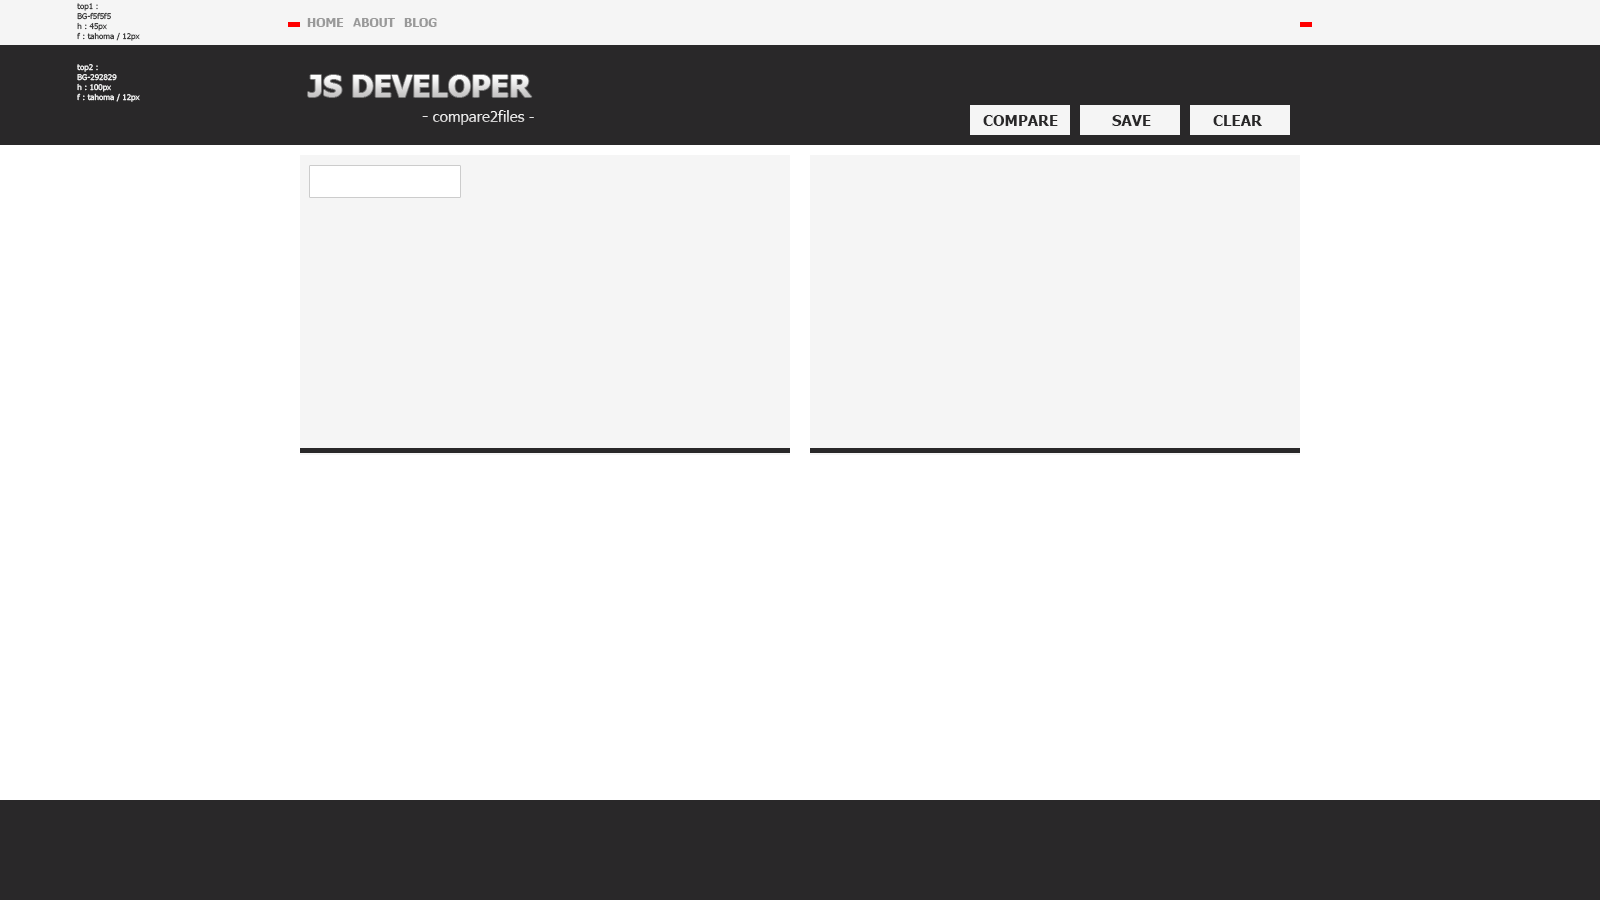 top1 :
BG-f5f5f5
h : 45px
f : tahoma / 12px
HOME ABOUT BLOG
top2 :
BG-292829
h : 100px
f : tahoma / 12px
JS DEVELOPER
- compare2files -
COMPARE SAVE CLEAR